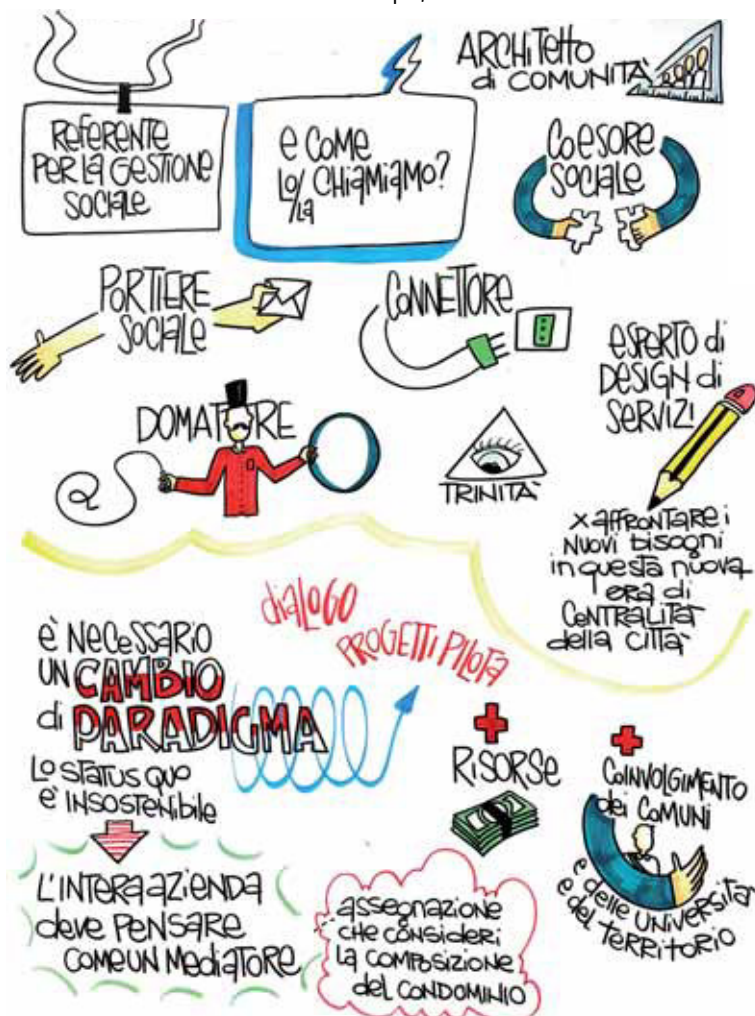 REFERENTE
PER LA GESTIONE
SOCIALE
E COME
LO/LA CHIAMIAMO?
ARCHITETTO
di COMUNITÀ
COESORE
SOCIALE
PORTIERE
SOCIALE
CONNETTORE
ESPERTO di
DESIGN di
SERVIZI
DOMATORE
TRINITÀ
X AFFRONTARE i
NUOVI BISOGNI
in questa nuova
era di
CENTRALITÀ
della CITTÀ
DIALOGO
PROGETTI PILOTA
È NECESSARIO
UN CAMBIO
di PARADIGMA
LO STATUS QUO
È INSOSTENIBILE
+
RISORSE
+
COINVOLGIMENTO
dei COMUNI
e delle UNIVERSITÀ
e del TERRITORIO
L'INTERA AZIENDA
deve PENSARE
COME UN MEDIATORE
ASSEGNAZIONE
CHE CONSIDERI
LA COMPOSIZIONE
del CONDOMINIO